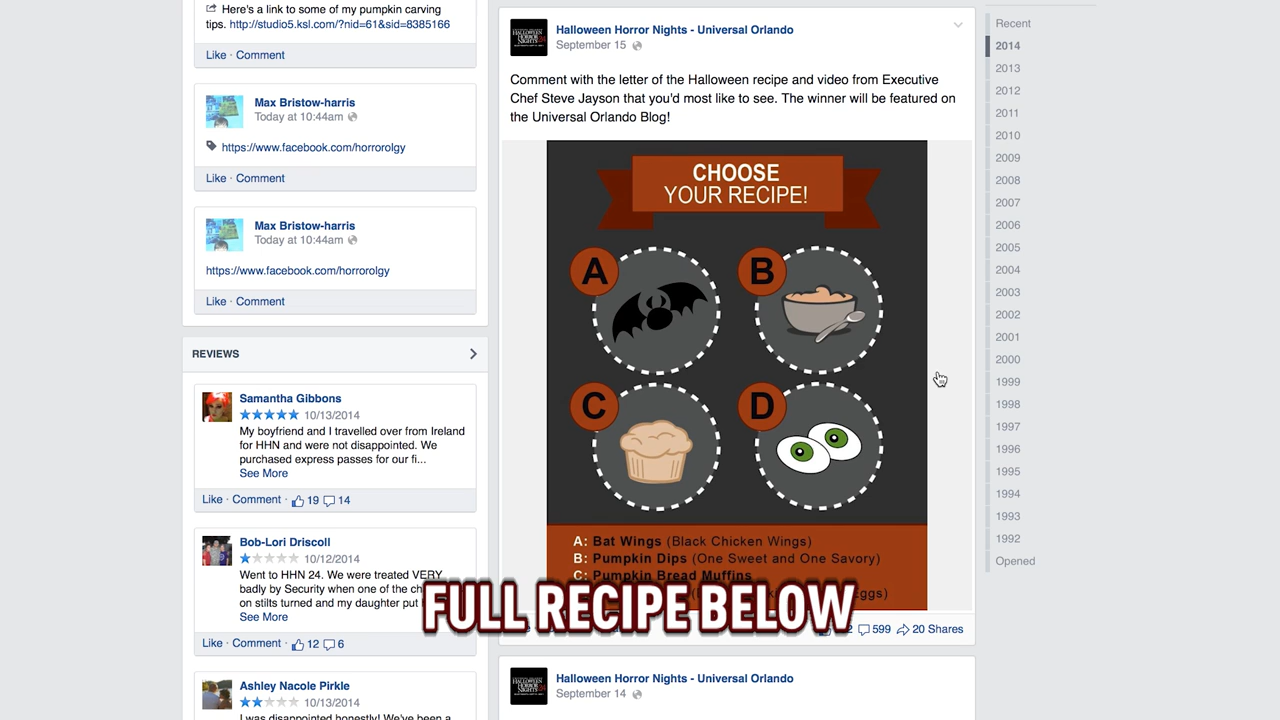 Here's a link to some of my pumpkin carving
tips. http://studio5.ksl.com/?nid=61&sid=8385166
Like · Comment
Max Bristow-harris
Today at 10:44am
https://www.facebook.com/horrorolgy
Like · Comment
Max Bristow-harris
Today at 10:44am
https://www.facebook.com/horrorolgy
Like · Comment
REVIEWS
Samantha Gibbons
10/13/2014
My boyfriend and I travelled over from Ireland
for HHN and were not disappointed. We
purchased express passes for our fi...
See More
Like · Comment · 19 14
Bob-Lori Driscoll
10/12/2014
Went to HHN 24. We were treated VERY
badly by Security when one of the
on stilts turned and my daughter put
See More
Like · Comment · 12 6
Ashley Nacole Pirkle
10/13/2014
I was disappointed honestly! We've been a
Halloween Horror Nights - Universal Orlando
September 15
Comment with the letter of the Halloween recipe and video from Executive
Chef Steve Jayson that you'd most like to see. The winner will be featured on
the Universal Orlando Blog!
CHOOSE
YOUR RECIPE!
A
B
C
D
A: Bat Wings (Black Chicken Wings)
B: Pumpkin Dips (One Sweet and One Savory)
C: Pumpkin Bread Muffins
Eggs)
FULL RECIPE BELOW
599 20 Shares
Halloween Horror Nights - Universal Orlando
September 14
Recent
2014
2013
2012
2011
2010
2009
2008
2007
2006
2005
2004
2003
2002
2001
2000
1999
1998
1997
1996
1995
1994
1993
1992
Opened